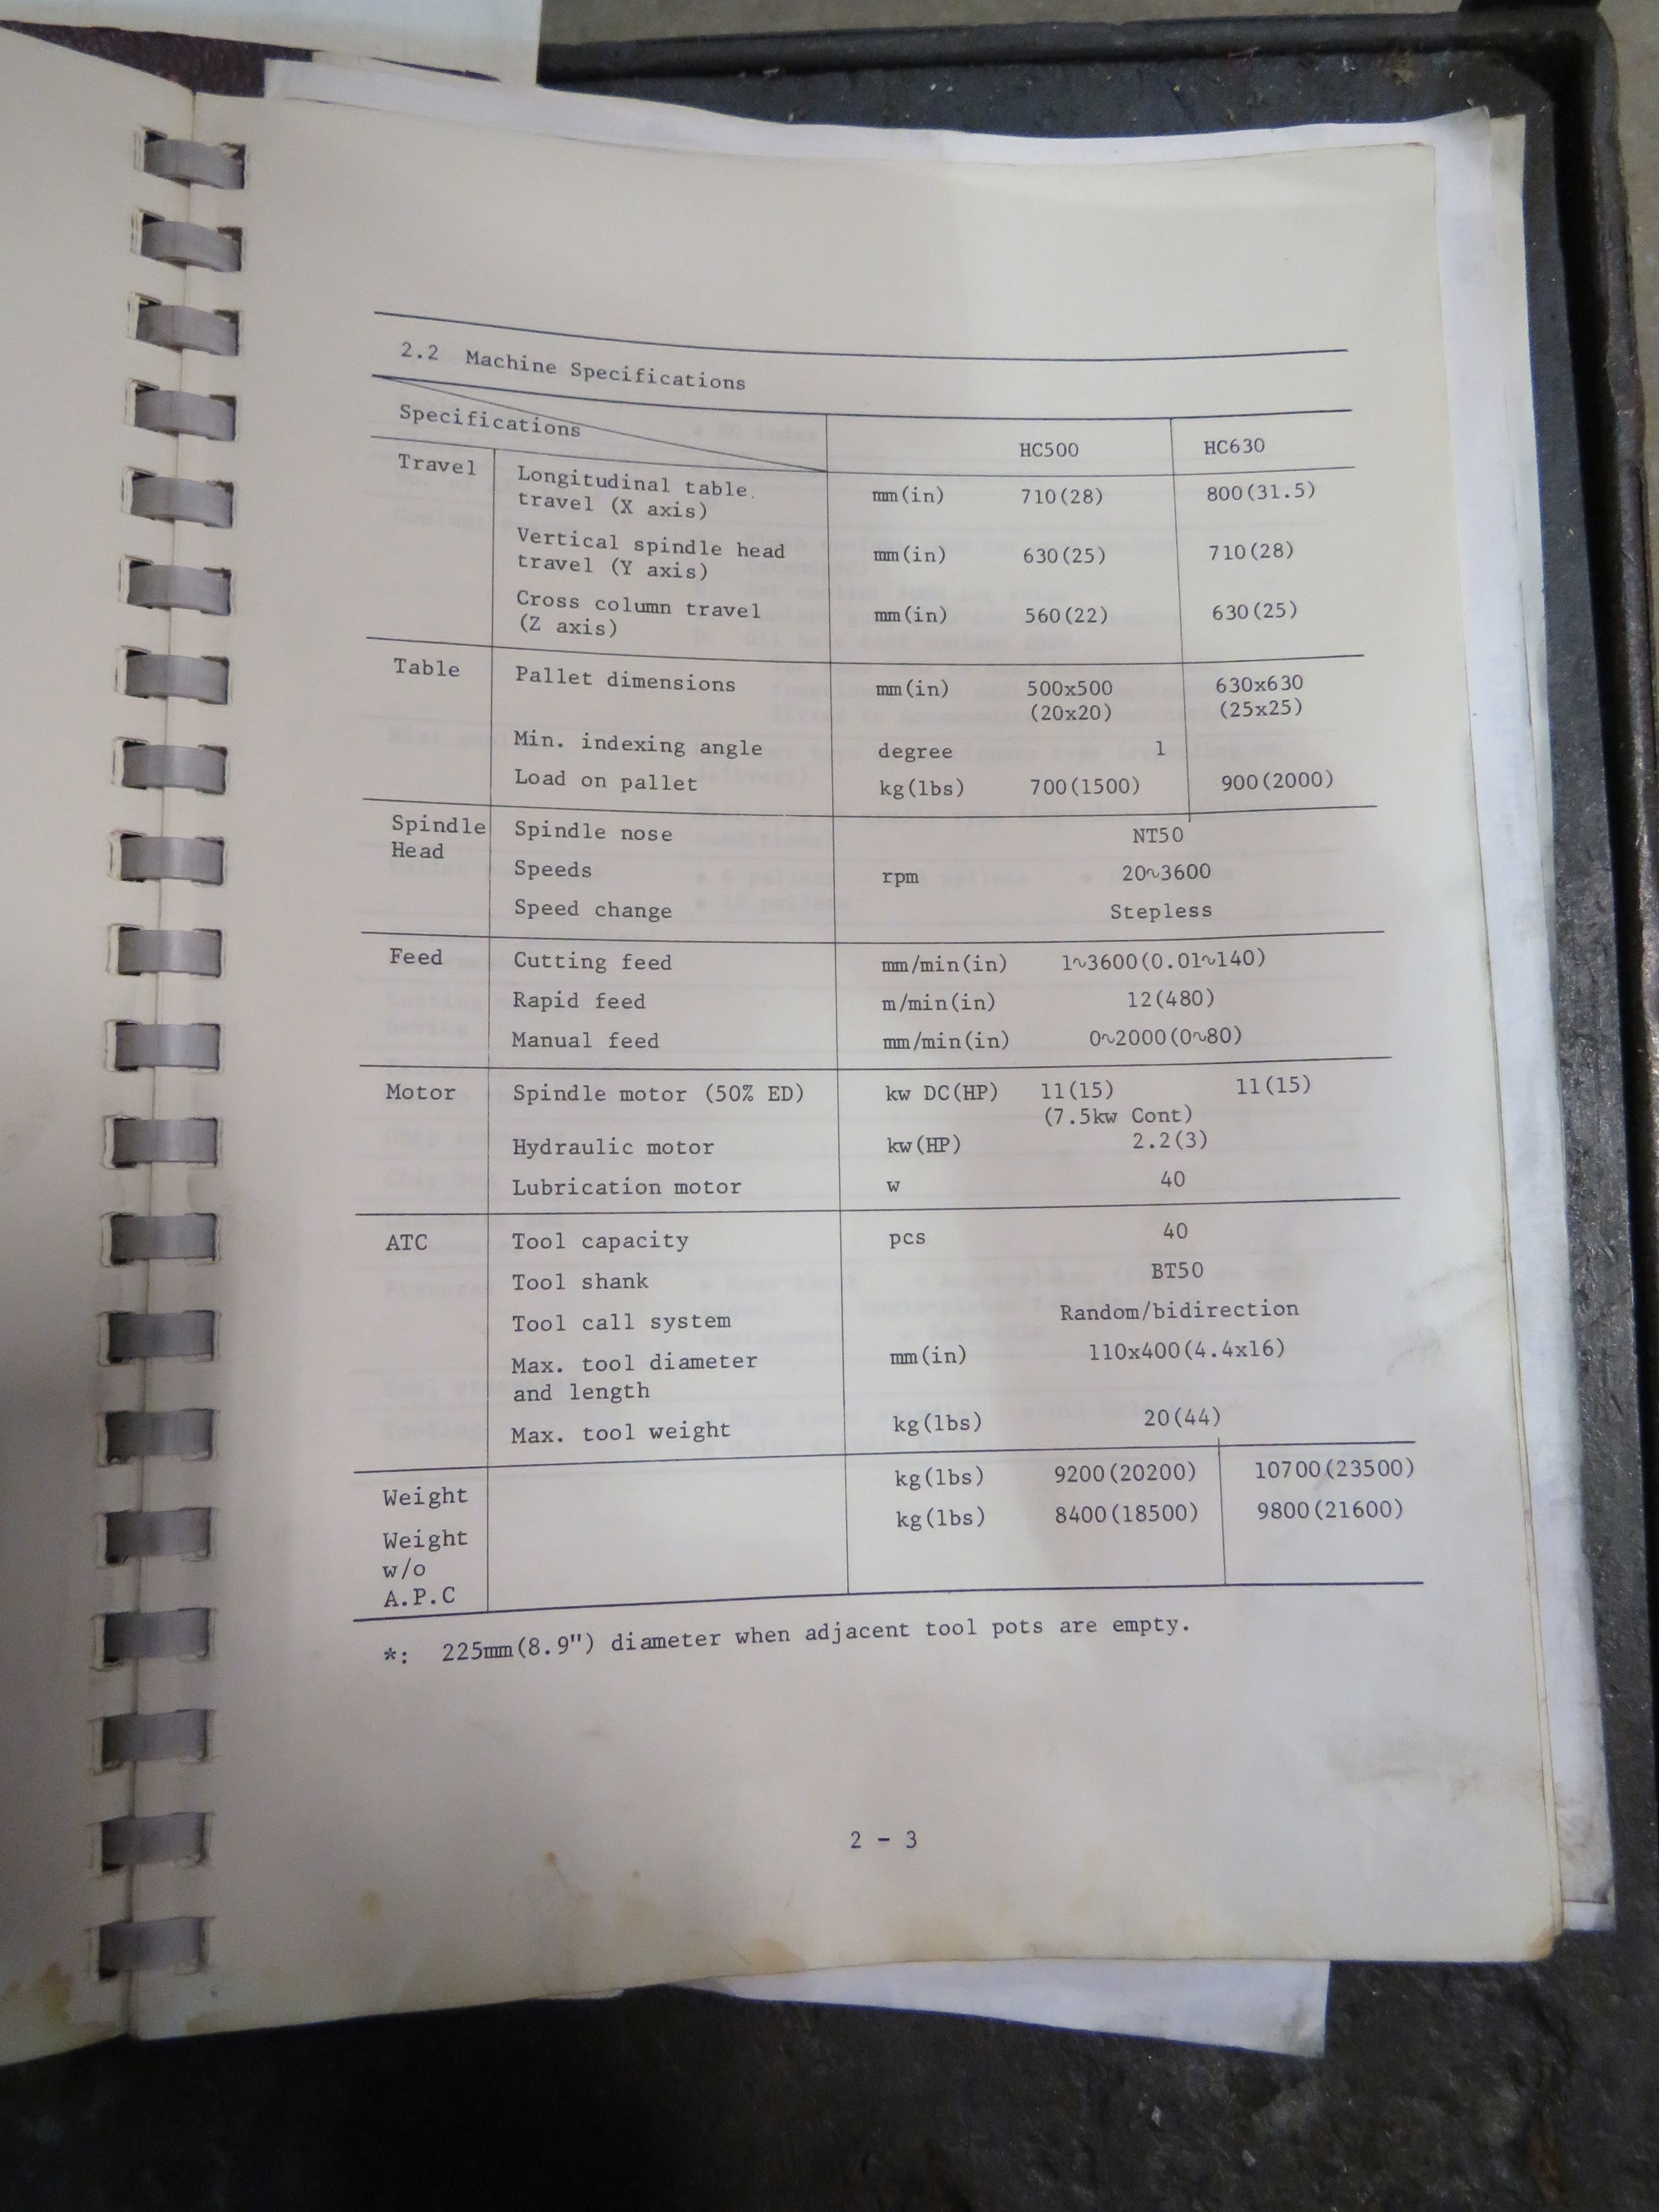 2.2 Machine Specifications
Specifications HC500 HC630
Travel Longitudinal table travel (X axis) mm(in) 710(28) 800(31.5)
Vertical spindle head travel (Y axis) mm(in) 630(25) 710(28)
Cross column travel (Z axis) mm(in) 560(22) 630(25)
Table Pallet dimensions mm(in) 500x500 630x630
(20x20) (25x25)
Min. indexing angle degree 1
Load on pallet kg(lbs) 700(1500) 900(2000)
Spindle Head Spindle nose NT50
Speeds rpm 20~3600
Speed change Stepless
Feed Cutting feed mm/min(in) 1~3600(0.01~140)
Rapid feed m/min(in) 12(480)
Manual feed mm/min(in) 0~2000(0~80)
Motor Spindle motor (50% ED) kw DC(HP) 11(15) 11(15)
(7.5kw Cont)
Hydraulic motor kw(HP) 2.2(3)
Lubrication motor w 40
ATC Tool capacity pcs 40
Tool shank BT50
Tool call system Random/bidirection
Max. tool diameter and length mm(in) 110x400(4.4x16)
Max. tool weight kg(lbs) 20(44)
Weight kg(lbs) 9200(20200) 10700(23500)
Weight w/o A.P.C kg(lbs) 8400(18500) 9800(21600)
*: 225mm(8.9") diameter when adjacent tool pots are empty.
2 - 3